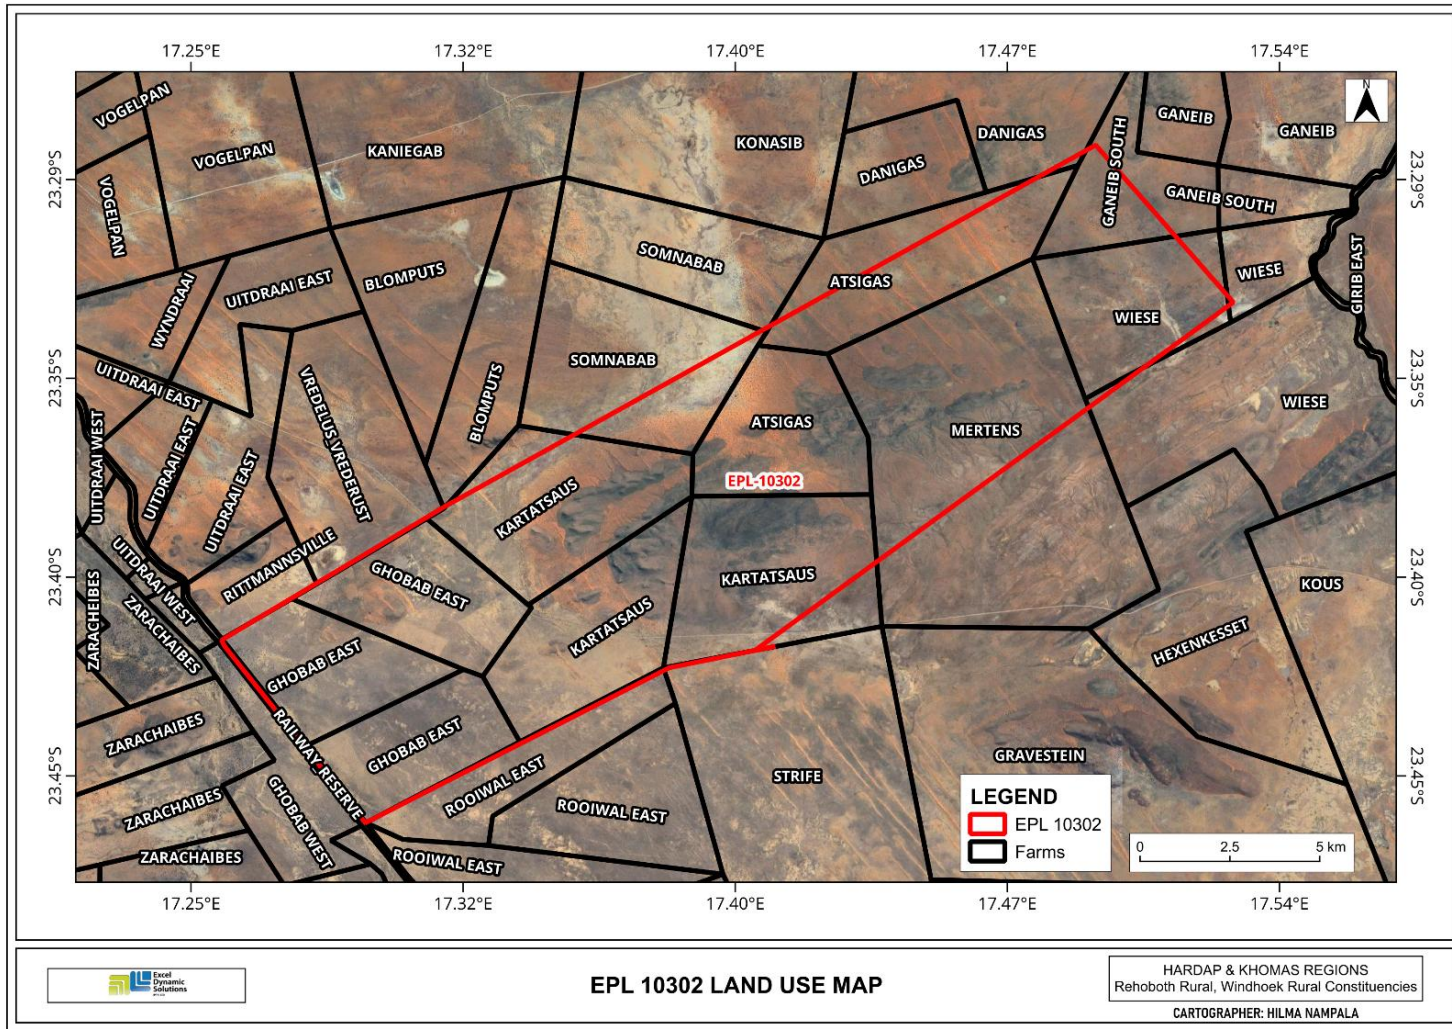 17.25°E
17.32°E
17.40°E
17.47°E
17.54°E
N
VOGELPAN
VOGELPAN
KANIEGAB
KONASIB
DANIGAS
GANEIB
GANEIB
23.29°S
VOGELPAN
DANIGAS
GANEIB SOUTH
GANEIB SOUTH
23.29°S
WYNDRAAI
UITDRAAI EAST
BLOMPUTS
SOMNABAB
ATSIGAS
WIESE
GIRIB EAST
WIESE
23.35°S
UITDRAAI EAST
VREDELUS VREDERUST
BLOMPUTS
SOMNABAB
23.35°S
UITDRAAI WEST
UITDRAAI EAST
UITDRAAI EAST
ATSIGAS
MERTENS
WIESE
EPL-10302
KARTATSAUS
23.40°S
UITDRAAI WEST
RITTMANNSVILLE
GHOBAB EAST
KARTATSAUS
KOUS
23.40°S
ZARACHEIBES
ZARACHAIBES
GHOBAB EAST
KARTATSAUS
HEXENKESSET
ZARACHAIBES
RAILWAY RESERVE
GHOBAB EAST
GRAVESTEIN
23.45°S
ROOIWAL EAST
STRIFE
23.45°S
ZARACHAIBES
GHOBAB WEST
ROOIWAL EAST
ZARACHAIBES
ROOIWAL EAST
LEGEND
EPL 10302
Farms
0 2.5 5 km
17.25°E
17.32°E
17.40°E
17.47°E
17.54°E
Excel
Dynamic
Solutions
EPL 10302 LAND USE MAP
HARDAP & KHOMAS REGIONS
Rehoboth Rural, Windhoek Rural Constituencies
CARTOGRAPHER: HILMA NAMPALA